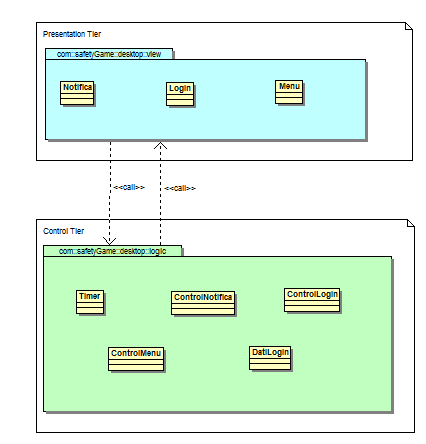 Presentation Tier
com::safetyGame::desktop::view
Notifica
Login
Menu
<<call>>
<<call>>
Control Tier
com::safetyGame::desktop::logic
Timer
ControlNotifica
ControlLogin
ControlMenu
DatiLogin